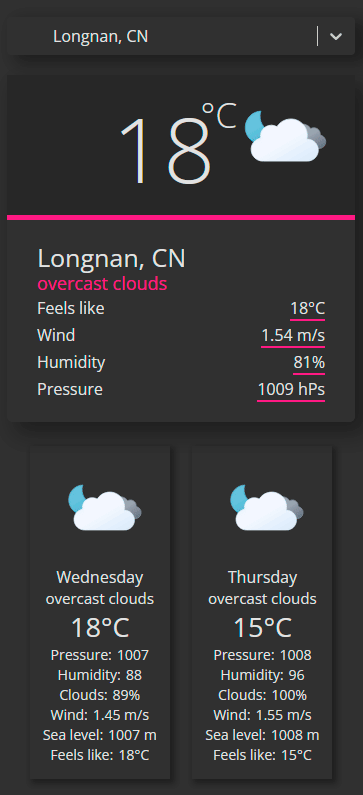 Longnan, CN
18°C
Longnan, CN
overcast clouds
Feels like 18°C
Wind 1.54 m/s
Humidity 81%
Pressure 1009 hPs
Wednesday
overcast clouds
18°C
Pressure: 1007
Humidity: 88
Clouds: 89%
Wind: 1.45 m/s
Sea level: 1007 m
Feels like: 18°C
Thursday
overcast clouds
15°C
Pressure: 1008
Humidity: 96
Clouds: 100%
Wind: 1.55 m/s
Sea level: 1008 m
Feels like: 15°C